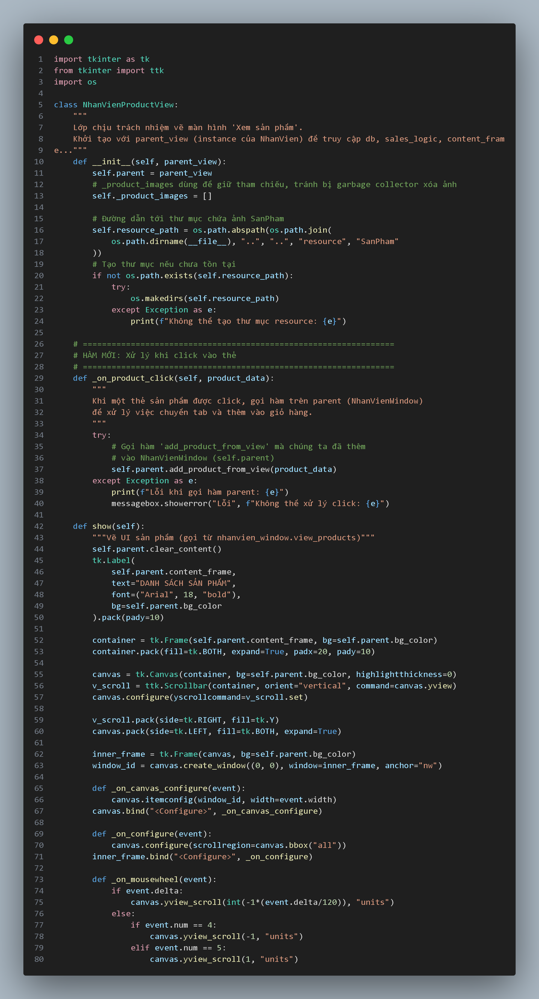 1 import tkinter as tk
2 from tkinter import ttk
3 import os
4
5 class NhanVienProductView:
6     """
7     Lớp chịu trách nhiệm vẽ màn hình 'Xem sản phẩm'.
8     Khởi tạo với parent_view (instance của NhanVien) để truy cập db, sales_logic, content_fram
9 e..."""
10     def __init__(self, parent_view):
11         self.parent = parent_view
12         # _product_images dùng để giữ tham chiếu, tránh bị garbage collector xóa ảnh
13         self._product_images = []
14
15         # Đường dẫn tới thư mục chứa ảnh SanPham
16         self.resource_path = os.path.abspath(os.path.join(
17             os.path.dirname(__file__), "..", "..", "resource", "SanPham"
18         ))
19         # Tạo thư mục nếu chưa tồn tại
20         if not os.path.exists(self.resource_path):
21             try:
22                 os.makedirs(self.resource_path)
23             except Exception as e:
24                 print(f"Không thể tạo thư mục resource: {e}")
25
26     # =================================================================
27     # HÀM MỚI: Xử lý khi click vào thẻ
28     # =================================================================
29     def _on_product_click(self, product_data):
30         """
31         Khi một thẻ sản phẩm được click, gọi hàm trên parent (NhanVienWindow)
32         để xử lý việc chuyển tab và thêm vào giỏ hàng.
33         """
34         try:
35             # Gọi hàm 'add_product_from_view' mà chúng ta đã thêm
36             # vào NhanVienWindow (self.parent)
37             self.parent.add_product_from_view(product_data)
38         except Exception as e:
39             print(f"Lỗi khi gọi hàm parent: {e}")
40             messagebox.showerror("Lỗi", f"Không thể xử lý click: {e}")
41
42     def show(self):
43         """Vẽ UI sản phẩm (gọi từ nhanvien_window.view_products)"""
44         self.parent.clear_content()
45         tk.Label(
46             self.parent.content_frame,
47             text="DANH SÁCH SẢN PHẨM",
48             font=("Arial", 18, "bold"),
49             bg=self.parent.bg_color
50         ).pack(pady=10)
51
52         container = tk.Frame(self.parent.content_frame, bg=self.parent.bg_color)
53         container.pack(fill=tk.BOTH, expand=True, padx=20, pady=10)
54
55         canvas = tk.Canvas(container, bg=self.parent.bg_color, highlightthickness=0)
56         v_scroll = ttk.Scrollbar(container, orient="vertical", command=canvas.yview)
57         canvas.configure(yscrollcommand=v_scroll.set)
58
59         v_scroll.pack(side=tk.RIGHT, fill=tk.Y)
60         canvas.pack(side=tk.LEFT, fill=tk.BOTH, expand=True)
61
62         inner_frame = tk.Frame(canvas, bg=self.parent.bg_color)
63         window_id = canvas.create_window((0, 0), window=inner_frame, anchor="nw")
64
65         def _on_canvas_configure(event):
66             canvas.itemconfig(window_id, width=event.width)
67         canvas.bind("<Configure>", _on_canvas_configure)
68
69         def _on_configure(event):
70             canvas.configure(scrollregion=canvas.bbox("all"))
71         inner_frame.bind("<Configure>", _on_configure)
72
73         def _on_mousewheel(event):
74             if event.delta:
75                 canvas.yview_scroll(int(-1*(event.delta/120)), "units")
76             else:
77                 if event.num == 4:
78                     canvas.yview_scroll(-1, "units")
79                 elif event.num == 5:
80                     canvas.yview_scroll(1, "units")